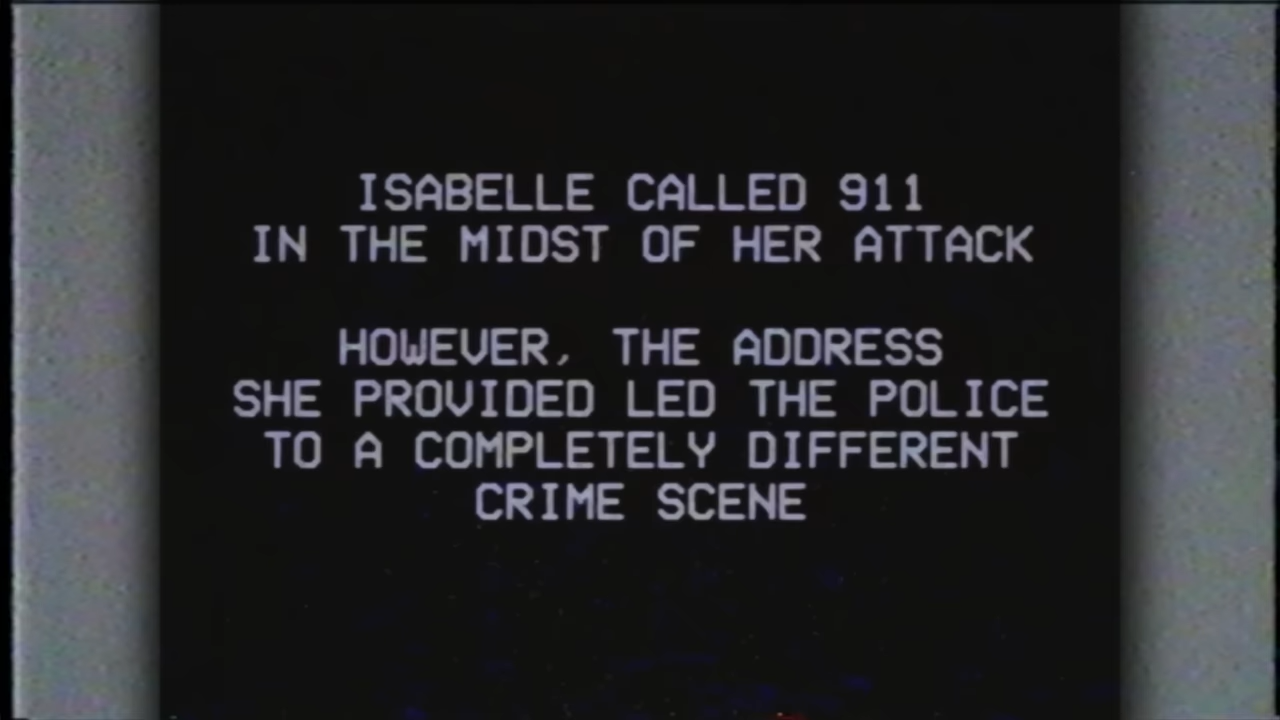 ISABELLE CALLED 911
IN THE MIDST OF HER ATTACK
HOWEVER, THE ADDRESS
SHE PROVIDED LED THE POLICE
TO A COMPLETELY DIFFERENT
CRIME SCENE